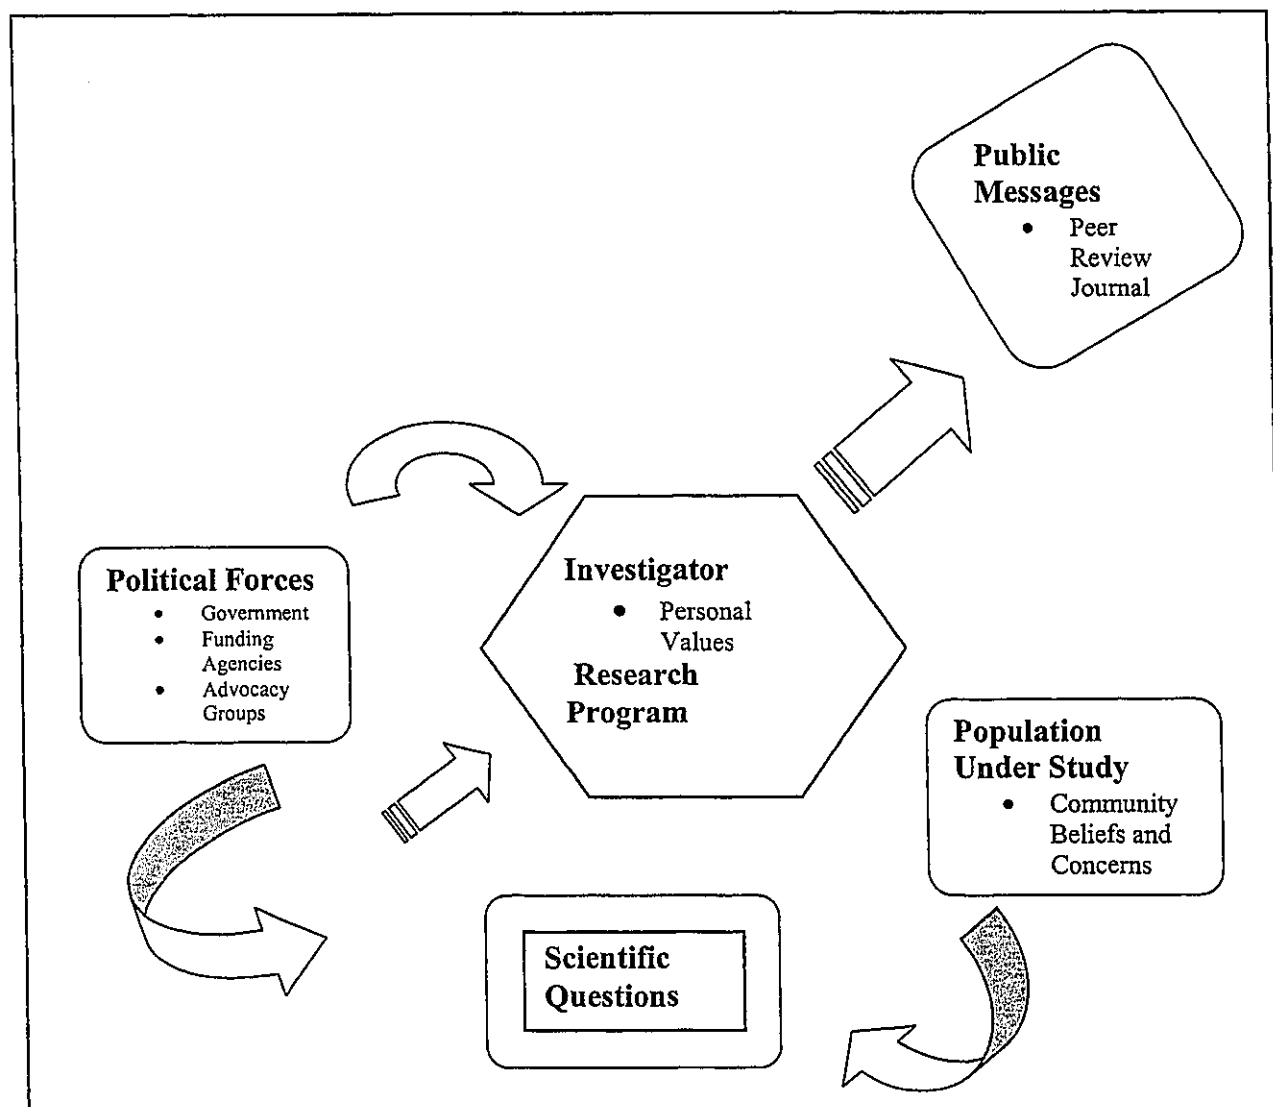 Public
Messages
• Peer
Review
Journal
Political Forces
• Government
• Funding
Agencies
• Advocacy
Groups
Investigator
• Personal
Values
Research
Program
Population
Under Study
• Community
Beliefs and
Concerns
Scientific
Questions